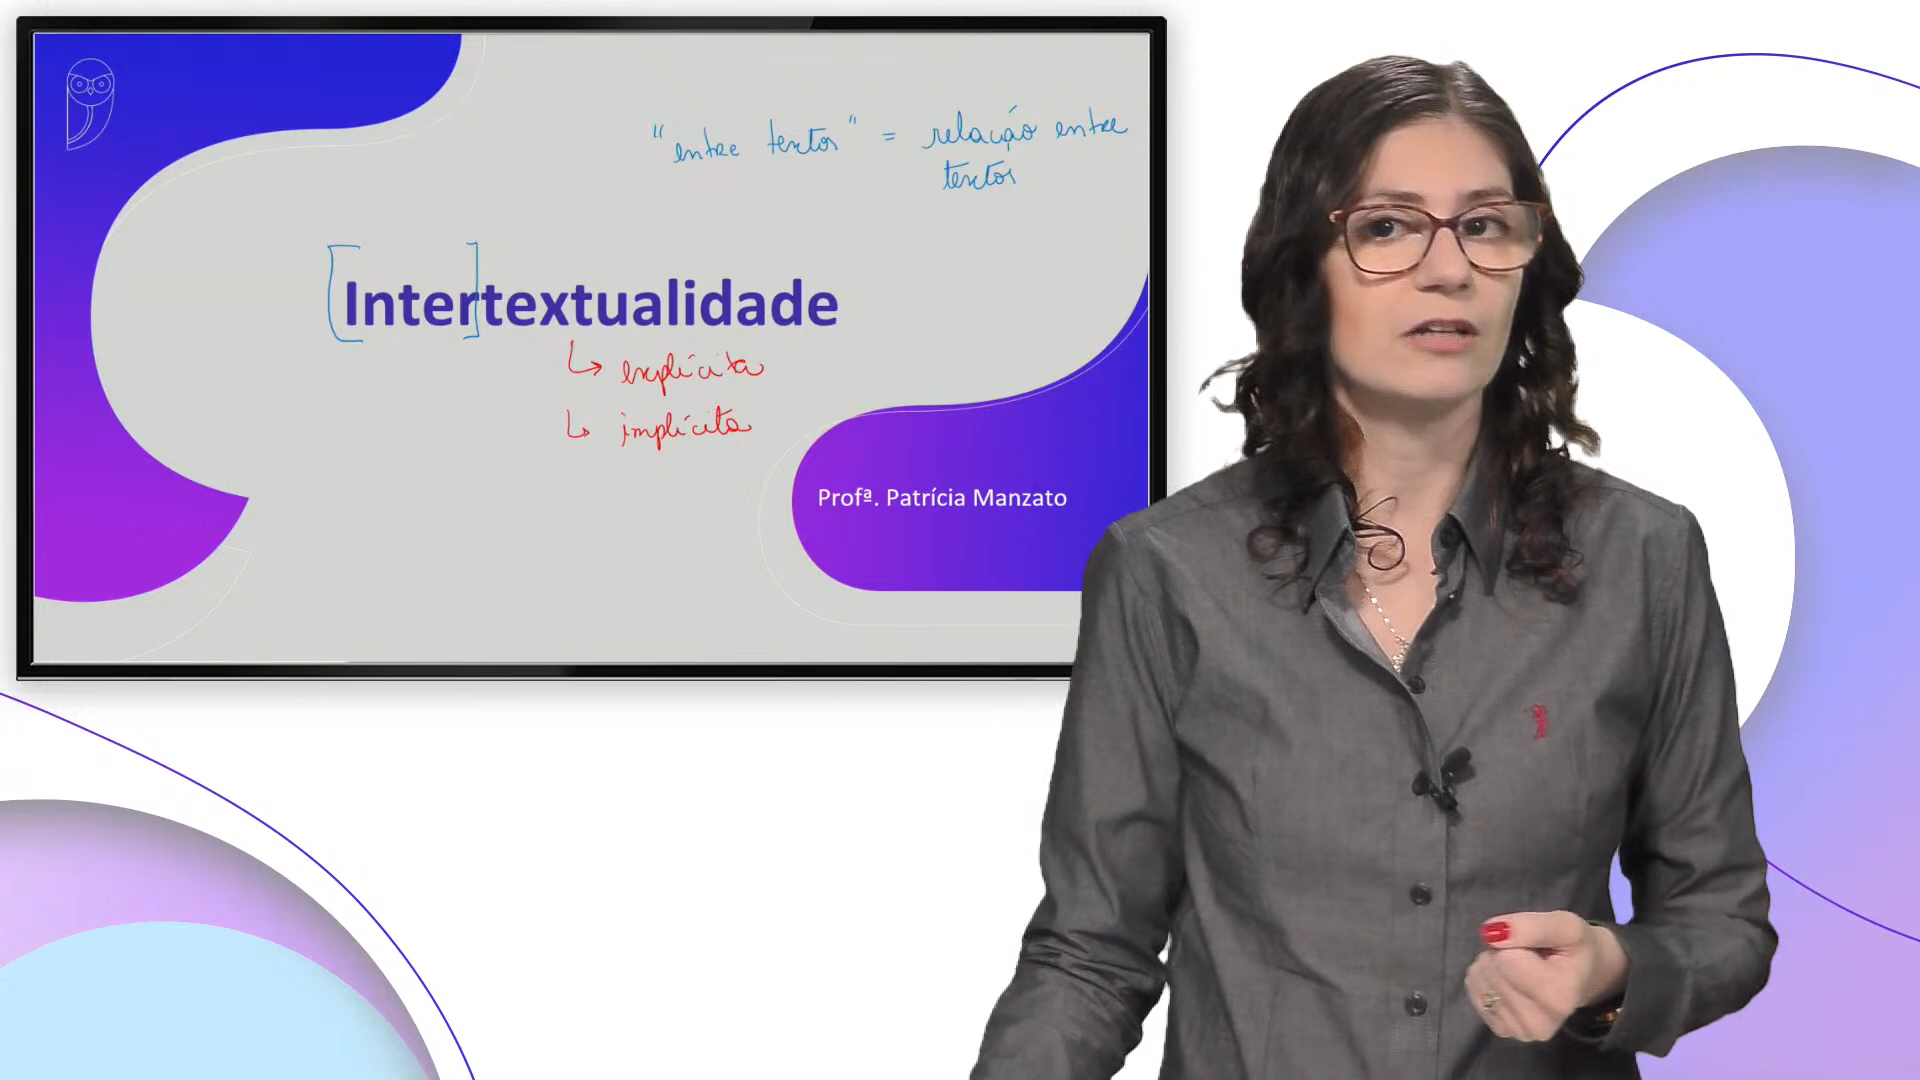 "entre textos" = relação entre
textos
Intertextualidade
↳ explícita
↳ implícita
Profª. Patrícia Manzato